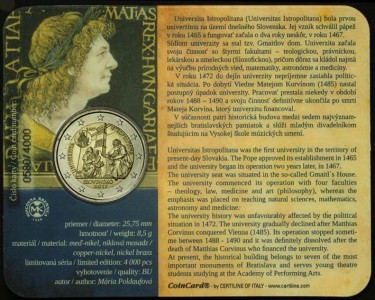 MATIAS REX HVNGARIAE
Číslo karty / Card number:
0580/4000
priemer / diameter: 25,75 mm
hmotnosť / weight: 8,5 g
materiál / material: meď-nikel, niklová mosadz /
copper-nickel, nickel brass
limitovaná séria / limited edition: 4 000 pcs
vyhotovenie / quality: BU
autor / author: Mária Poldaufová
Universitas Istropolitana (Universitas Istropolitana) bola prvou
univerzitou na území dnešného Slovenska. Jej vznik schválil pápež
v roku 1465 a fungovať začala o dva roky neskôr, v roku 1467.
Sídlom univerzity sa stal tzv. Gmaitlov dom. Univerzita začala
svoju činnosť so štyrmi fakultami – teologickou, právnickou,
lekárskou a umeleckou (filozofickou), pričom dôraz sa kládol najmä
na výučbu prírodných vied, matematiky, astronómie a medicíny.
V roku 1472 do dejín univerzity nepriaznivo zasiahla politic-
ká situácia. Po dobytí Viedne Matejom Korvínom (1485) nastal
postupný úpadok univerzity. Pracovať prestala niekedy v období
rokov 1488 – 1490 a svoju činnosť definitívne ukončila po smrti
Mateja Korvína, ktorý univerzitu financoval.
V súčasnosti patrí historická budova medzi sedem najvýznam-
nejších bratislavských pamiatok a slúži mladým divadelníkom
študujúcim na Vysokej škole múzických umení.
Universitas Istropolitana was the first university in the territory of
present-day Slovakia. The Pope approved its establishment in 1465
and the university began its operation two years later, in 1467.
The university seat was situated in the so-called Gmaitl´s House.
The university commenced its operation with four faculties
– theology, law, medicine and art (philosophy), whereas the
emphasis was placed on teaching natural sciences, mathematics,
astronomy and medicine.
The university history was unfavourably affected by the political
situation in 1472. The university gradually declined after Matthias
Corvinus conquered Vienna (1485). Its operation stopped some-
time between 1488 - 1490 and it was definitely dissolved after the
death of Matthias Corvinus who financed the university.
At present, the historical building belongs to seven of the most
important Bratislava monuments and serves young theatre
students studying at the Academy of Performing Arts.
CoinCard® - by CERTILINE OF ITALY - www.certiline.com